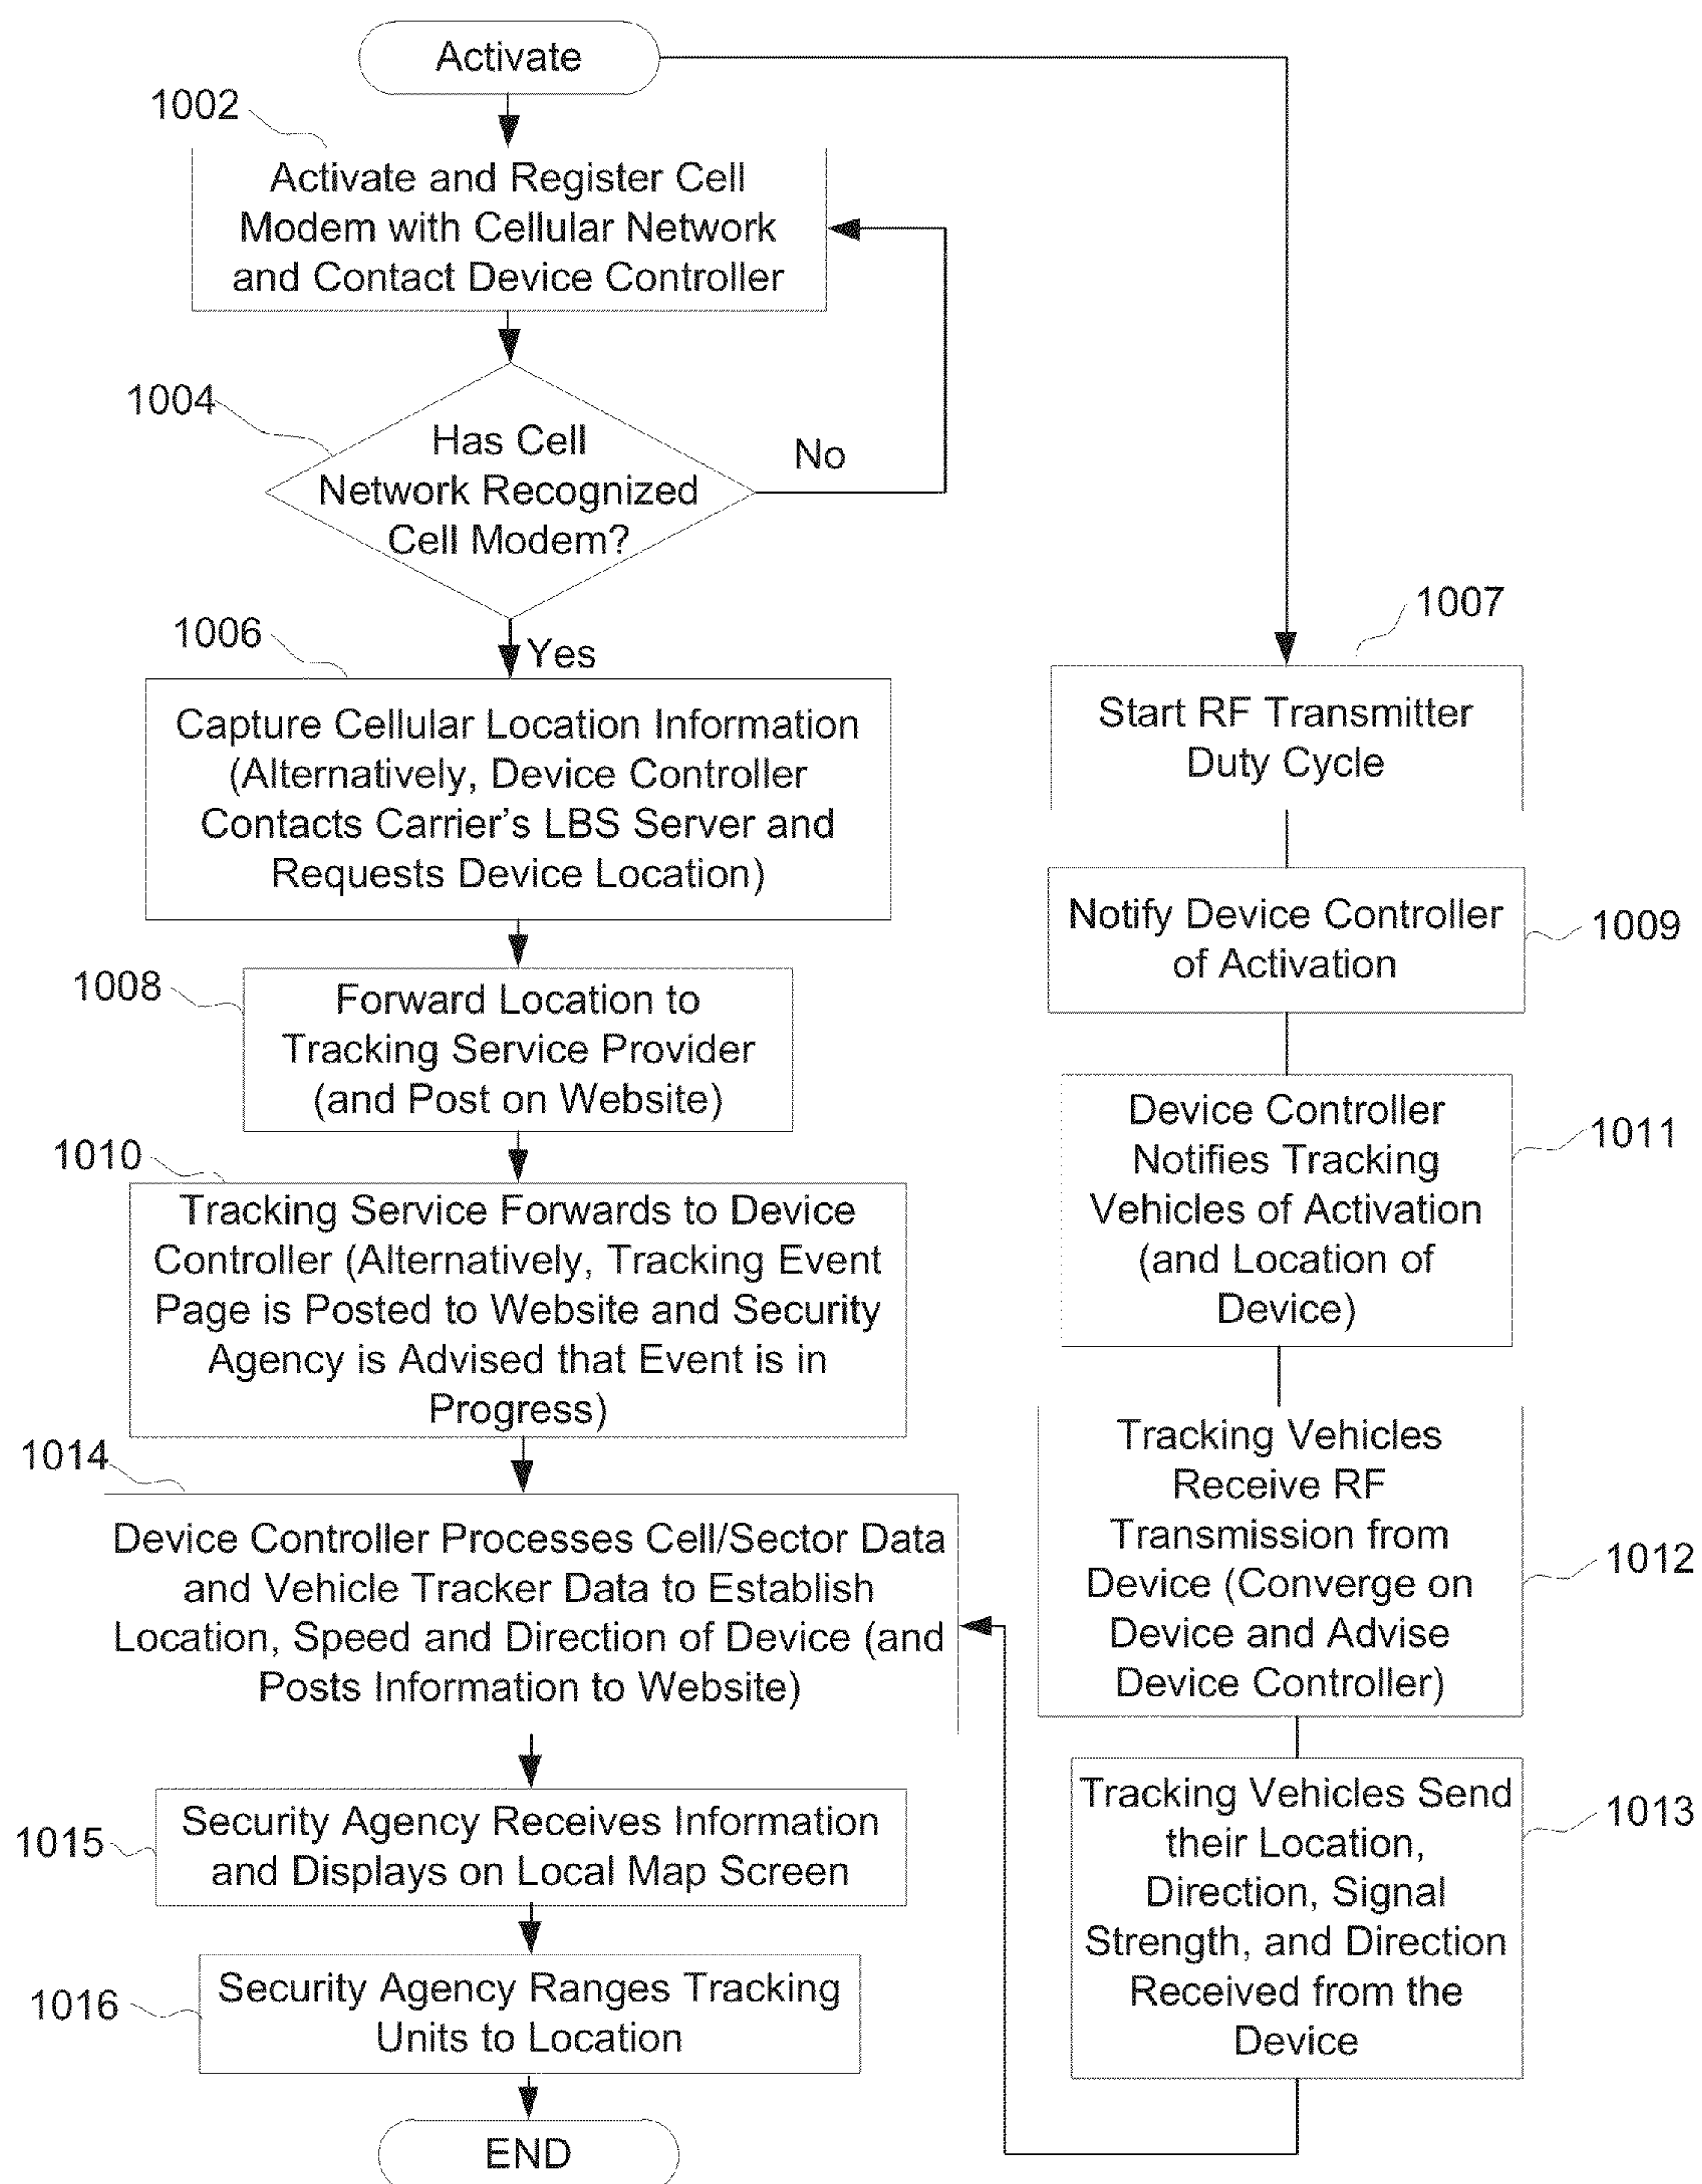 Activate
1002
Activate and Register Cell
Modem with Cellular Network
and Contact Device Controller
1004
Has Cell
Network Recognized
Cell Modem?
No
Yes
1006
Capture Cellular Location Information
(Alternatively, Device Controller
Contacts Carrier's LBS Server and
Requests Device Location)
1008
Forward Location to
Tracking Service Provider
(and Post on Website)
1010
Tracking Service Forwards to Device
Controller (Alternatively, Tracking Event
Page is Posted to Website and Security
Agency is Advised that Event is in
Progress)
1014
Device Controller Processes Cell/Sector Data
and Vehicle Tracker Data to Establish
Location, Speed and Direction of Device (and
Posts Information to Website)
1015
Security Agency Receives Information
and Displays on Local Map Screen
1016
Security Agency Ranges Tracking
Units to Location
END
1007
Start RF Transmitter
Duty Cycle
Notify Device Controller
of Activation
1009
Device Controller
Notifies Tracking
Vehicles of Activation
(and Location of
Device)
1011
Tracking Vehicles
Receive RF
Transmission from
Device (Converge on
Device and Advise
Device Controller)
1012
Tracking Vehicles Send
their Location,
Direction, Signal
Strength, and Direction
Received from the
Device
1013